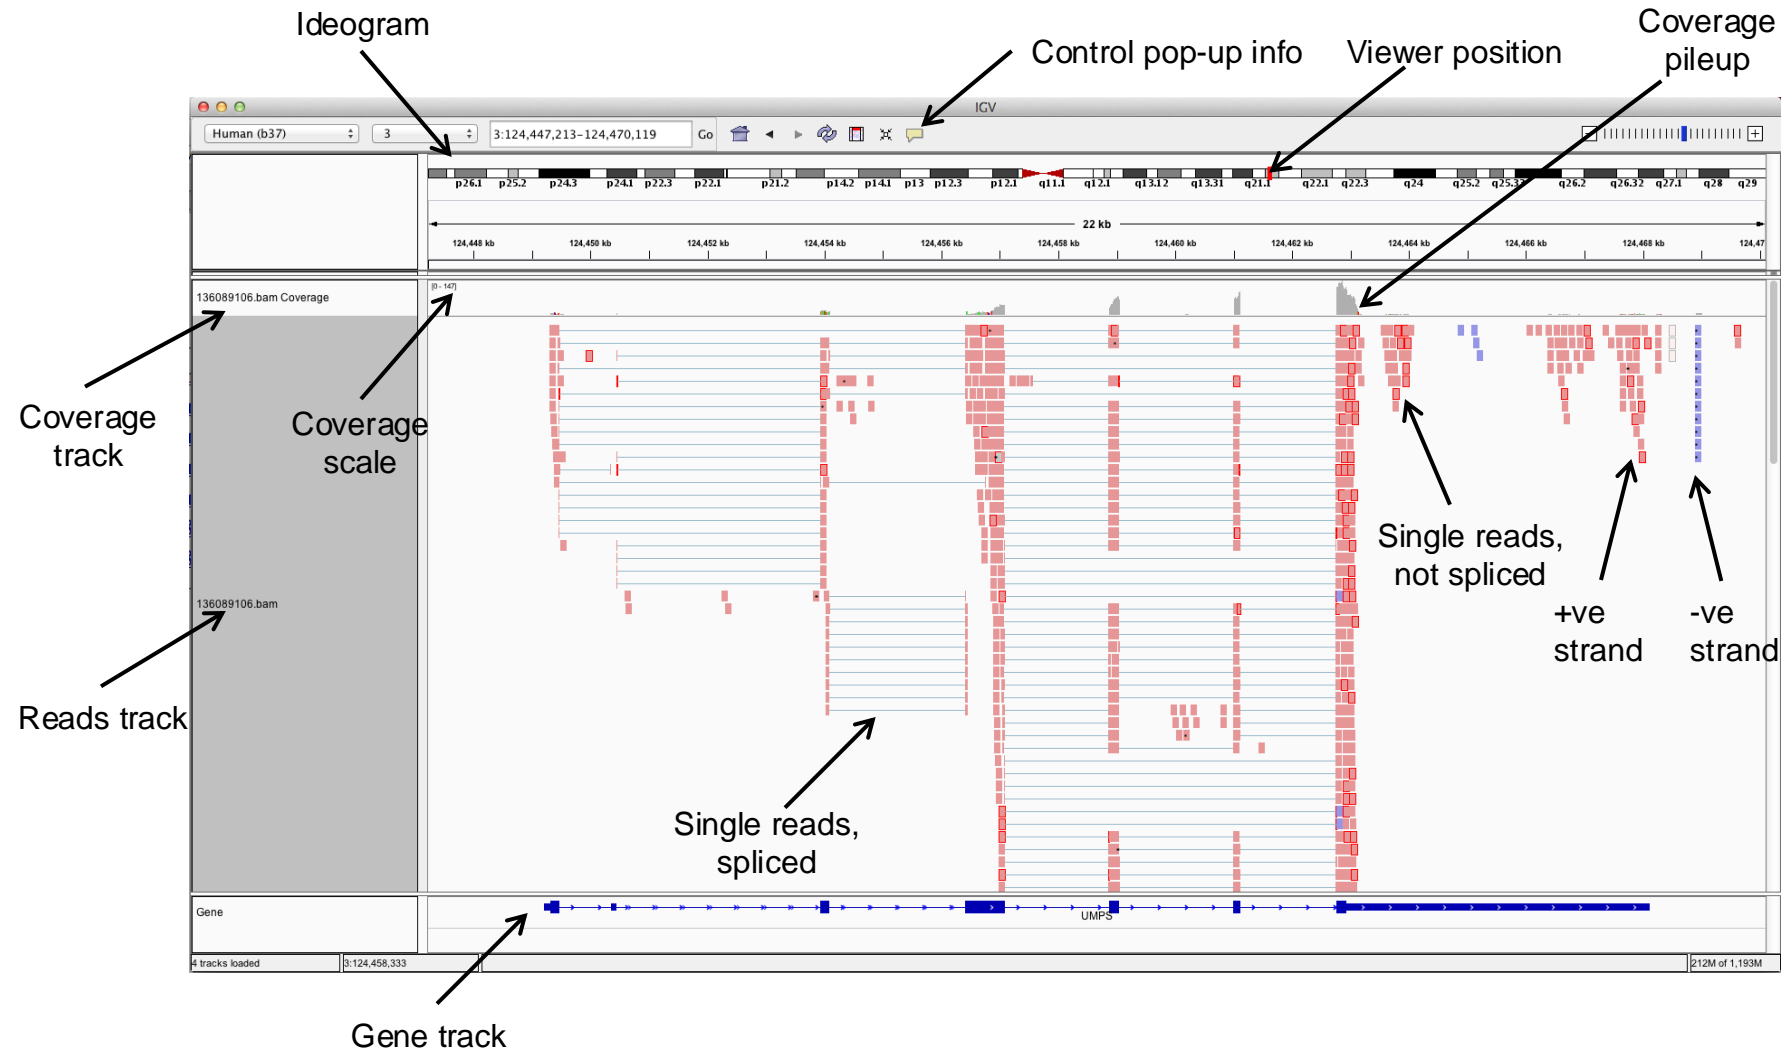 Ideogram
Control pop-up info
Viewer position
Coverage
pileup
IGV
Human (b37)
3
3:124,447,213-124,470,119
Go
p26.1 p25.2 p24.3 p24.1 p22.3 p22.1 p21.2 p14.2 p14.1 p13 p12.3 p12.1 q11.1 q12.1 q13.12 q13.31 q21.1 q22.1 q22.3 q24 q25.2 q25.33 q26.2 q26.32 q27.1 q28 q29
22 kb
124,448 kb 124,450 kb 124,452 kb 124,454 kb 124,456 kb 124,458 kb 124,460 kb 124,462 kb 124,464 kb 124,466 kb 124,468 kb 124,47
136089106.bam Coverage
[0 - 147]
Coverage
track
Coverage
scale
Single reads,
not spliced
+ve
strand
-ve
strand
136089106.bam
Reads track
Single reads,
spliced
Gene
UMPS
4 tracks loaded
3:124,458,333
212M of 1,193M
Gene track